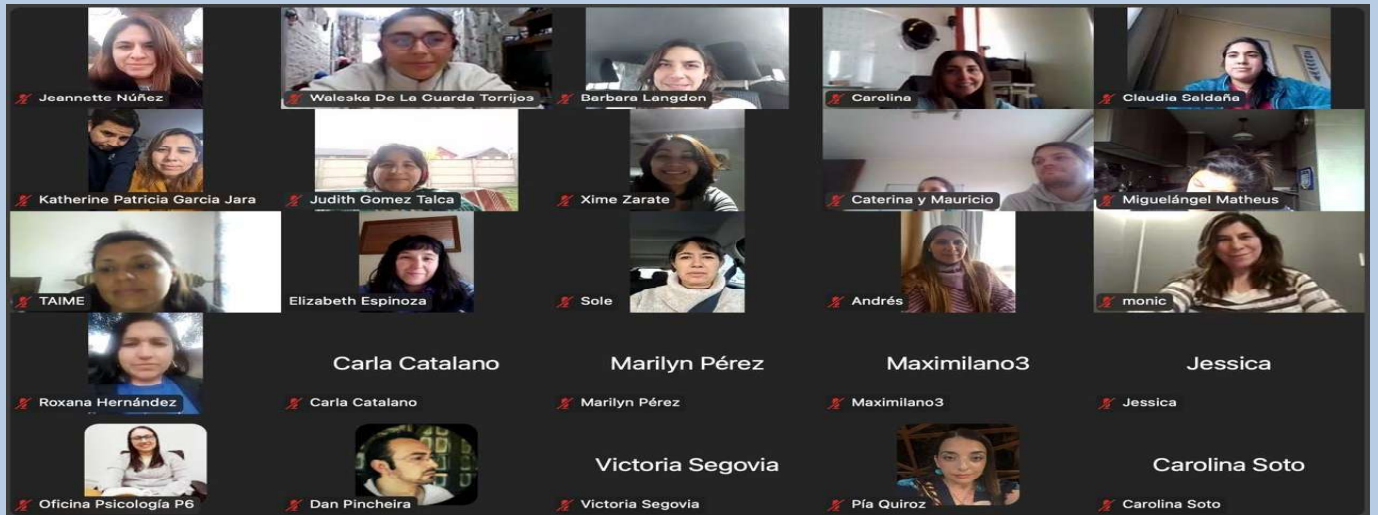 Jeannette Núñez
Waleska De La Guarda Torrijos
Barbara Langdon
Carolina
Claudia Saldaña
Katherine Patricia Garcia Jara
Judith Gomez Talca
Xime Zarate
Caterina y Mauricio
Miguelángel Matheus
TAIME
Elizabeth Espinoza
Sole
Andrés
monic
Roxana Hernández
Carla Catalano
Carla Catalano
Marilyn Pérez
Marilyn Pérez
Maximilano3
Maximilano3
Jessica
Jessica
Oficina Psicología P6
Dan Pincheira
Victoria Segovia
Victoria Segovia
Pía Quiroz
Carolina Soto
Carolina Soto